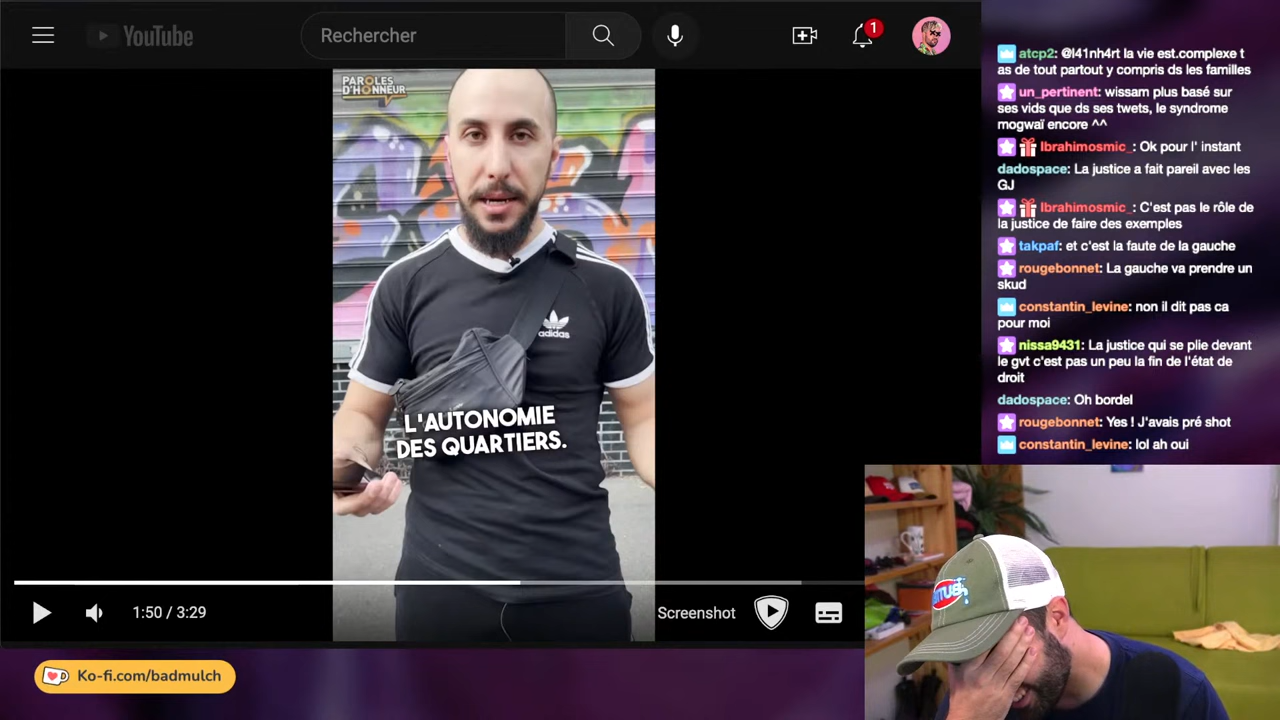 YouTube
Rechercher
1
PAROLES
D'HONNEUR
adidas
L'AUTONOMIE
DES QUARTIERS.
1:50 / 3:29
Screenshot
Ko-fi.com/badmulch
atcp2: @l41nh4rt la vie est.complexe t
as de tout partout y compris ds les familles
un_pertinent: wissam plus basé sur
ses vids que ds ses twets, le syndrome
mogwaï encore ^^
Ibrahimosmic_: Ok pour l' instant
dadospace: La justice a fait pareil avec les
GJ
Ibrahimosmic_: C'est pas le rôle de
la justice de faire des exemples
takpaf: et c'est la faute de la gauche
rougebonnet: La gauche va prendre un
skud
constantin_levine: non il dit pas ca
pour moi
nissa9431: La justice qui se plie devant
le gvt c'est pas un peu la fin de l'état de
droit
dadospace: Oh bordel
rougebonnet: Yes ! J'avais pré shot
constantin_levine: lol ah oui